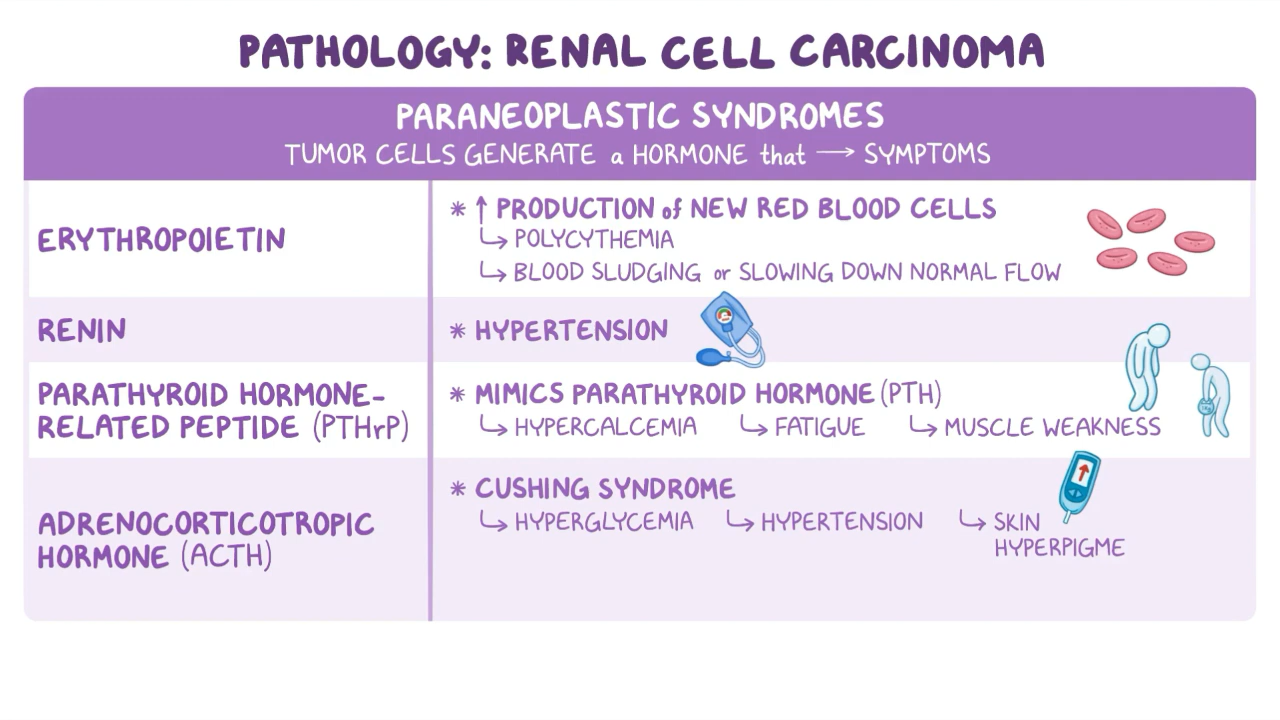 PATHOLOGY: RENAL CELL CARCINOMA
PARANEOPLASTIC SYNDROMES
TUMOR CELLS GENERATE a HORMONE that → SYMPTOMS
ERYTHROPOIETIN
* ↑ PRODUCTION of NEW RED BLOOD CELLS
↳ POLYCYTHEMIA
↳ BLOOD SLUDGING or SLOWING DOWN NORMAL FLOW
RENIN
* HYPERTENSION
PARATHYROID HORMONE-
RELATED PEPTIDE (PTHrP)
* MIMICS PARATHYROID HORMONE (PTH)
↳ HYPERCALCEMIA ↳ FATIGUE ↳ MUSCLE WEAKNESS
ADRENOCORTICOTROPIC
HORMONE (ACTH)
* CUSHING SYNDROME
↳ HYPERGLYCEMIA ↳ HYPERTENSION ↳ SKIN
HYPERPIGME